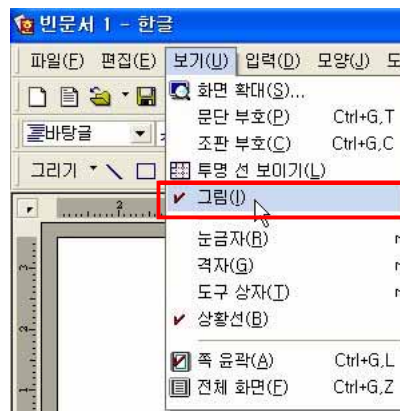 빈문서 1 - 한글
파일(F) 편집(E) 보기(U) 입력(D) 모양(J)
화면 확대(S)...
문단 부호(P) Ctrl+G,T
바탕글
조판 부호(C) Ctrl+G,C
그리기 투명 선 보이기(L)
그림(I)
2
눈금자(R)
격자(G)
도구 상자(T)
상황선(B)
쪽 윤곽(A) Ctrl+G,L
전체 화면(F) Ctrl+G,Z